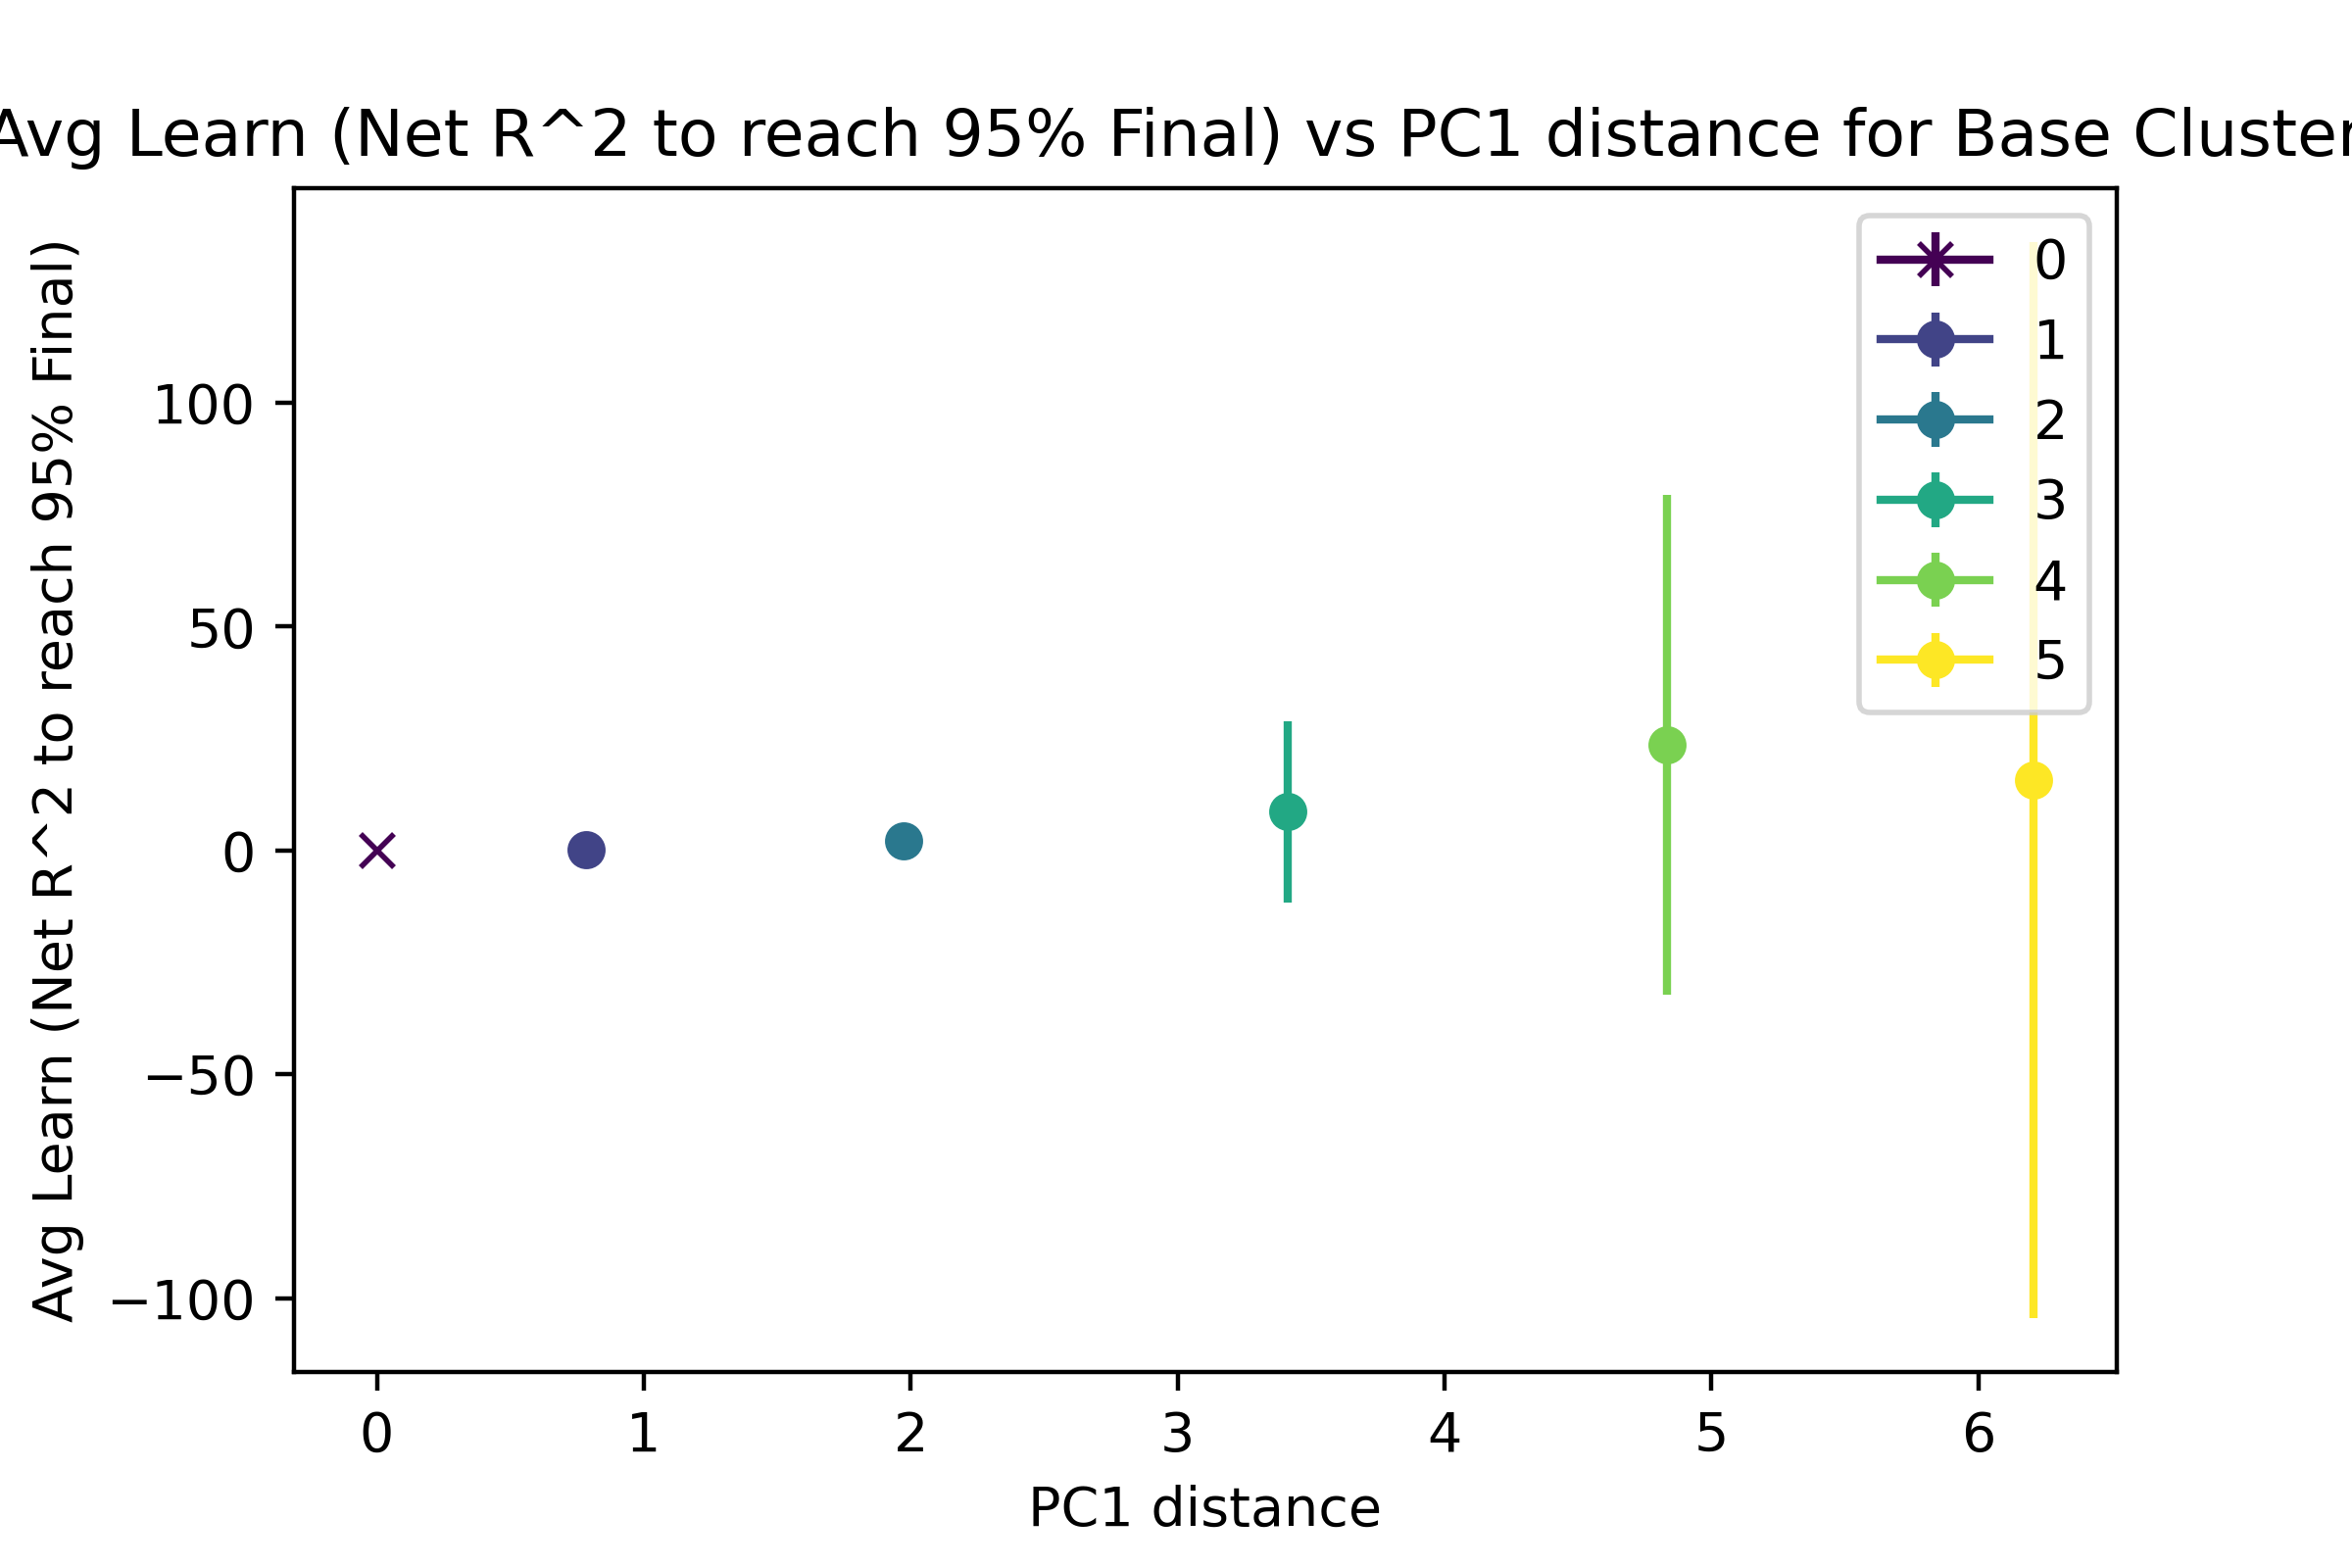 Avg Learn (Net R^2 to reach 95% Final) vs PC1 distance for Base Cluster
Avg Learn (Net R^2 to reach 95% Final)
100
50
0
−50
−100
0
1
2
3
4
5
0 1 2 3 4 5 6
PC1 distance